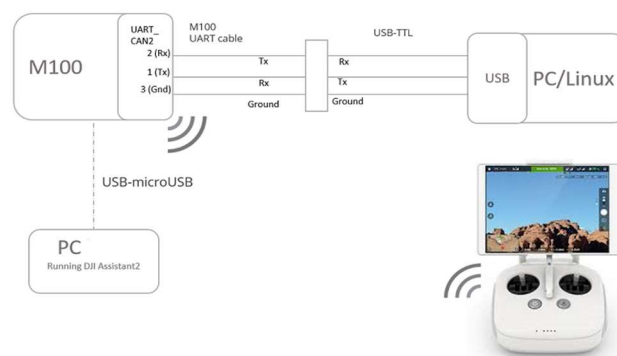 M100
UART_
CAN2
2 (Rx)
1 (Tx)
3 (Gnd)
M100
UART cable
Tx
Rx
Ground
USB-TTL
Rx
Tx
Ground
USB
PC/Linux
USB-microUSB
PC
Running DJI Assistant2